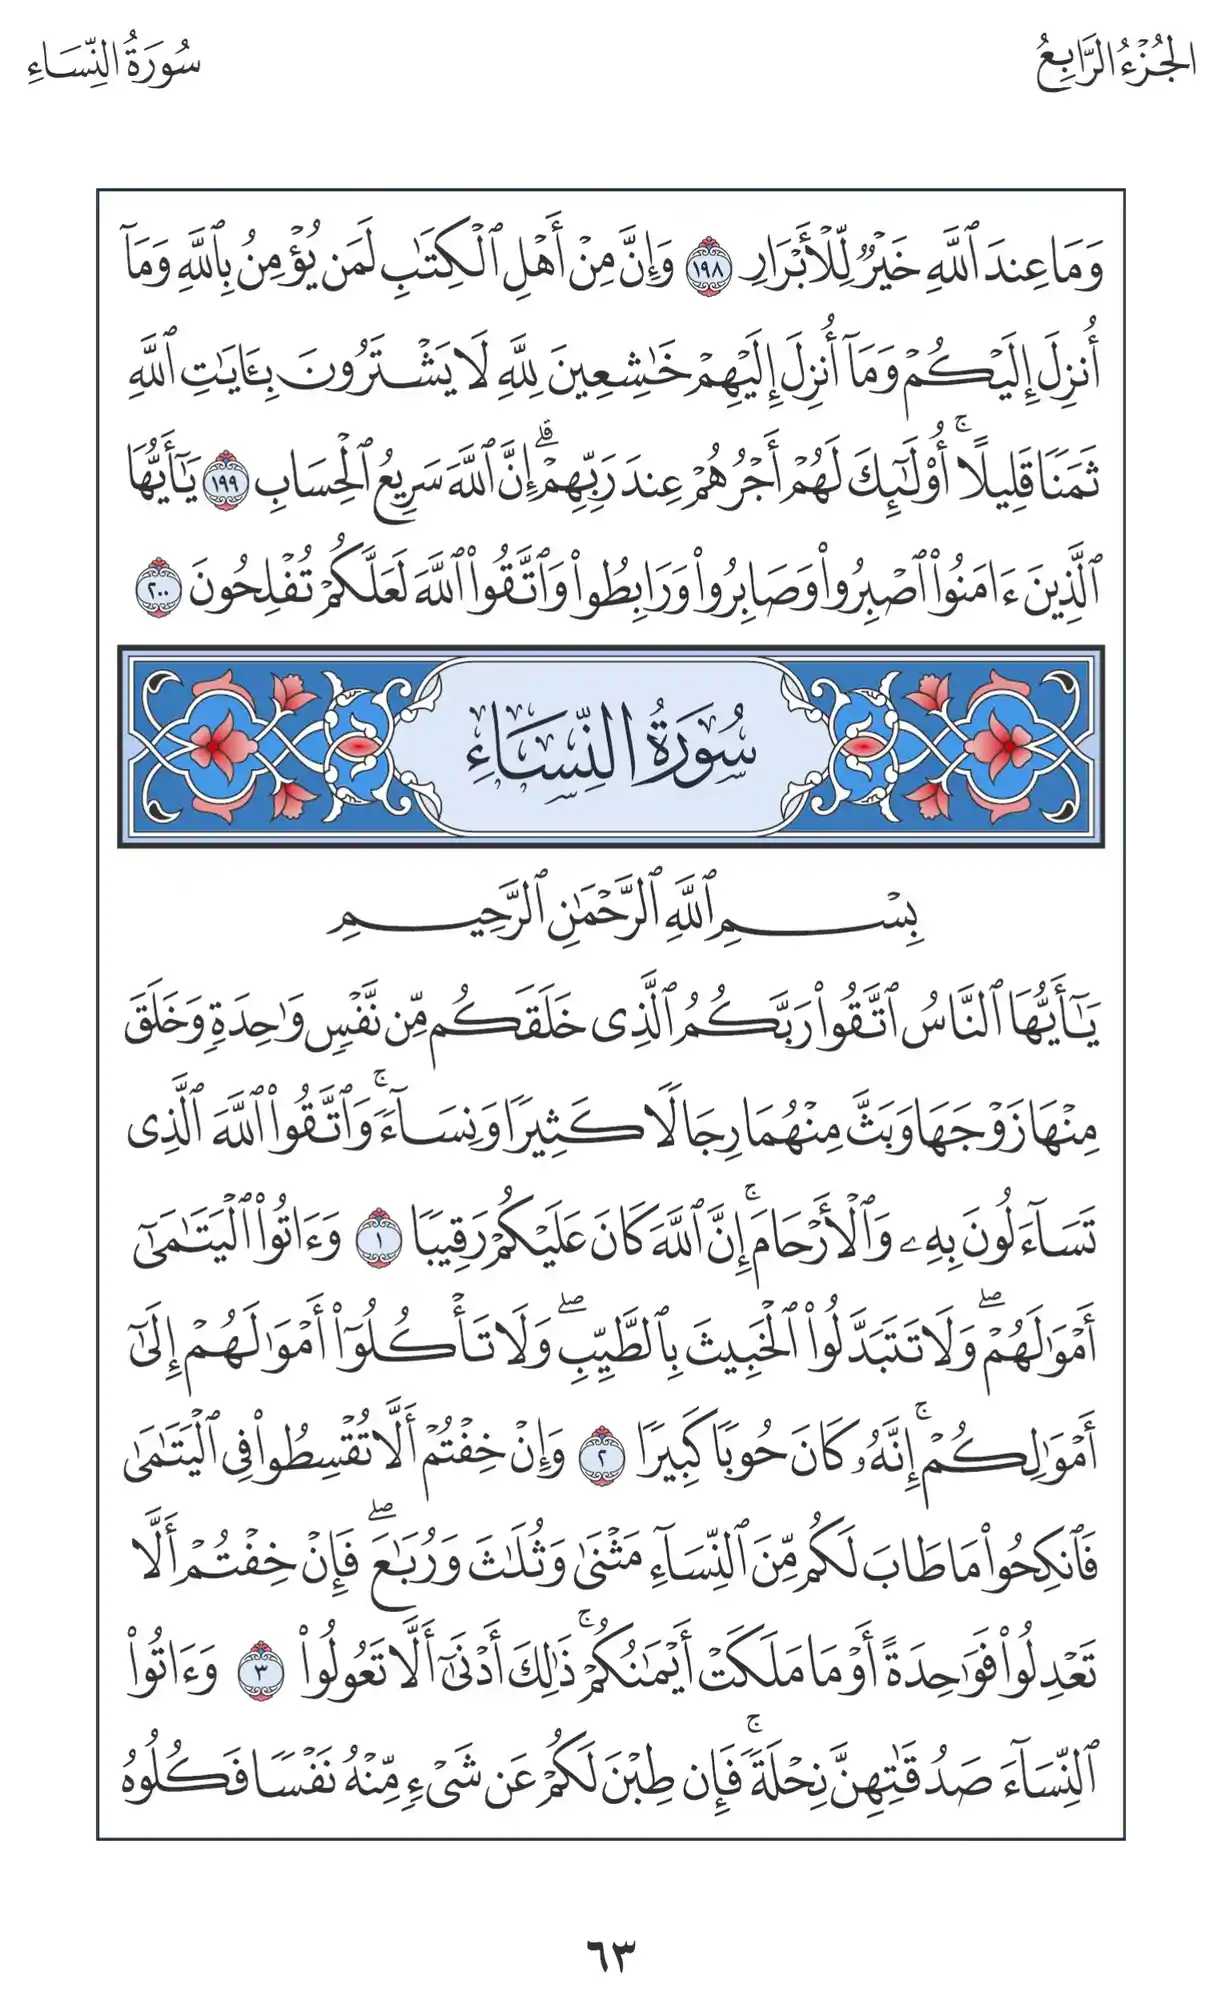 الجُزْءُ الرَّابِعُ
سُورَةُ النِّسَاءِ
وَمَا عِندَ ٱللَّهِ خَيْرٌ لِّلْأَبْرَارِ ١٩٨ وَإِنَّ مِنْ أَهْلِ ٱلْكِتَٰبِ لَمَن يُؤْمِنُ بِٱللَّهِ وَمَآ
أُنزِلَ إِلَيْكُمْ وَمَآ أُنزِلَ إِلَيْهِمْ خَٰشِعِينَ لِلَّهِ لَا يَشْتَرُونَ بِـَٔايَٰتِ ٱللَّهِ
ثَمَنًا قَلِيلًا ۚ أُو۟لَٰٓئِكَ لَهُمْ أَجْرُهُمْ عِندَ رَبِّهِمْ ۗ إِنَّ ٱللَّهَ سَرِيعُ ٱلْحِسَابِ ١٩٩ يَٰٓأَيُّهَا
ٱلَّذِينَ ءَامَنُوا۟ ٱصْبِرُوا۟ وَصَابِرُوا۟ وَرَابِطُوا۟ وَٱتَّقُوا۟ ٱللَّهَ لَعَلَّكُمْ تُفْلِحُونَ ٢٠٠
سُورَةُ النِّسَاءِ
بِسْمِ ٱللَّهِ ٱلرَّحْمَٰنِ ٱلرَّحِيمِ
يَٰٓأَيُّهَا ٱلنَّاسُ ٱتَّقُوا۟ رَبَّكُمُ ٱلَّذِى خَلَقَكُم مِّن نَّفْسٍ وَٰحِدَةٍ وَخَلَقَ
مِنْهَا زَوْجَهَا وَبَثَّ مِنْهُمَا رِجَالًا كَثِيرًا وَنِسَآءً ۚ وَٱتَّقُوا۟ ٱللَّهَ ٱلَّذِى
تَسَآءَلُونَ بِهِۦ وَٱلْأَرْحَامَ ۚ إِنَّ ٱللَّهَ كَانَ عَلَيْكُمْ رَقِيبًا ١ وَءَاتُوا۟ ٱلْيَتَٰمَىٰٓ
أَمْوَٰلَهُمْ ۖ وَلَا تَتَبَدَّلُوا۟ ٱلْخَبِيثَ بِٱلطَّيِّبِ ۖ وَلَا تَأْكُلُوٓا۟ أَمْوَٰلَهُمْ إِلَىٰٓ
أَمْوَٰلِكُمْ ۚ إِنَّهُۥ كَانَ حُوبًا كَبِيرًا ٢ وَإِنْ خِفْتُمْ أَلَّا تُقْسِطُوا۟ فِى ٱلْيَتَٰمَىٰ
فَٱنكِحُوا۟ مَا طَابَ لَكُم مِّنَ ٱلنِّسَآءِ مَثْنَىٰ وَثُلَٰثَ وَرُبَٰعَ ۖ فَإِنْ خِفْتُمْ أَلَّا
تَعْدِلُوا۟ فَوَٰحِدَةً أَوْ مَا مَلَكَتْ أَيْمَٰنُكُمْ ۚ ذَٰلِكَ أَدْنَىٰٓ أَلَّا تَعُولُوا۟ ٣ وَءَاتُوا۟
ٱلنِّسَآءَ صَدُقَٰتِهِنَّ نِحْلَةً ۚ فَإِن طِبْنَ لَكُمْ عَن شَىْءٍ مِّنْهُ نَفْسًا فَكُلُوهُ
٦٣